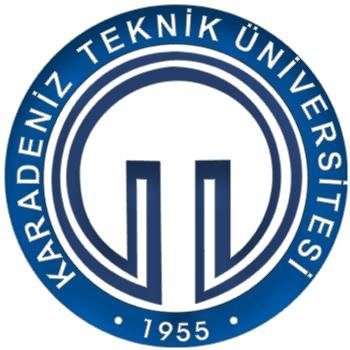 KARADENİZ TEKNİK ÜNİVERSİTESİ
· 1955 ·